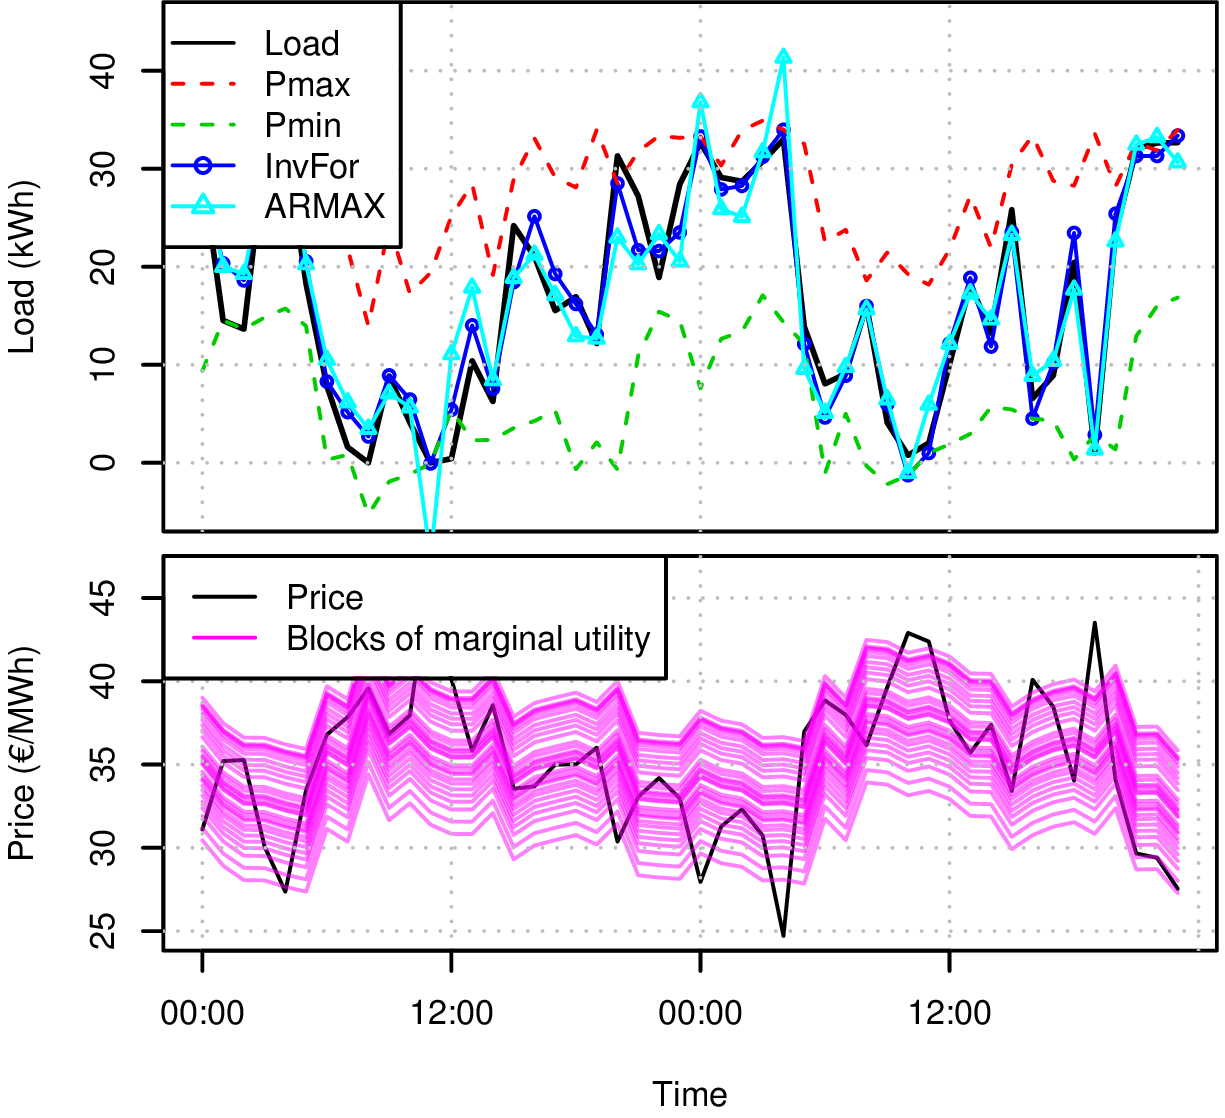 Load (kWh)
40
30
20
10
0
Load
Pmax
Pmin
InvFor
ARMAX
Price (€/MWh)
45
40
35
30
25
Price
Blocks of marginal utility
00:00 12:00 00:00 12:00
Time